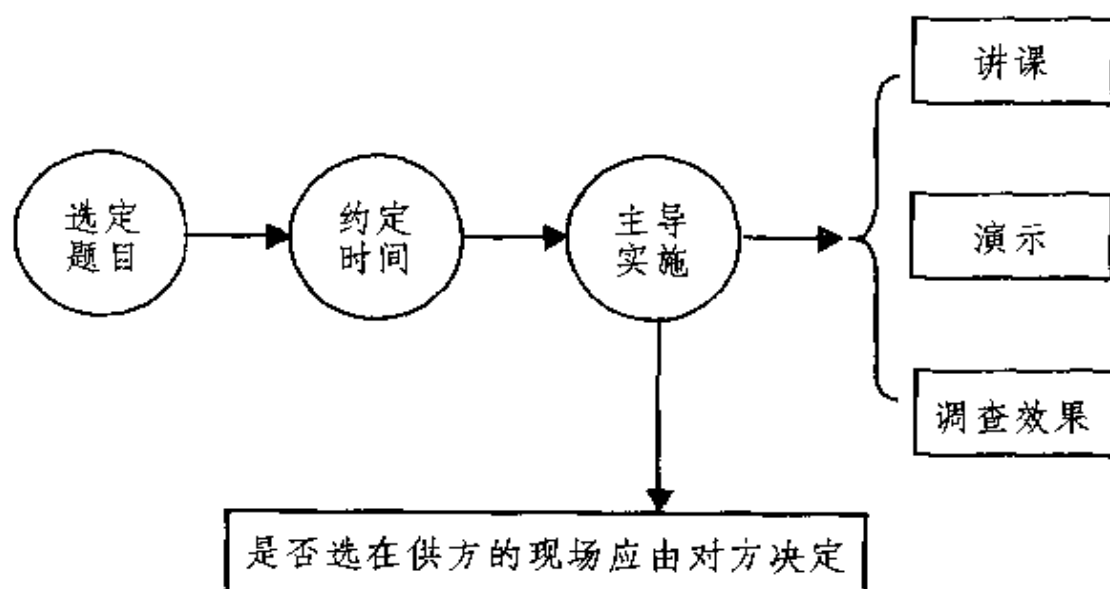 讲课
选定
题目
约定
时间
主导
实施
演示
调查效果
是否选在供方的现场应由对方决定